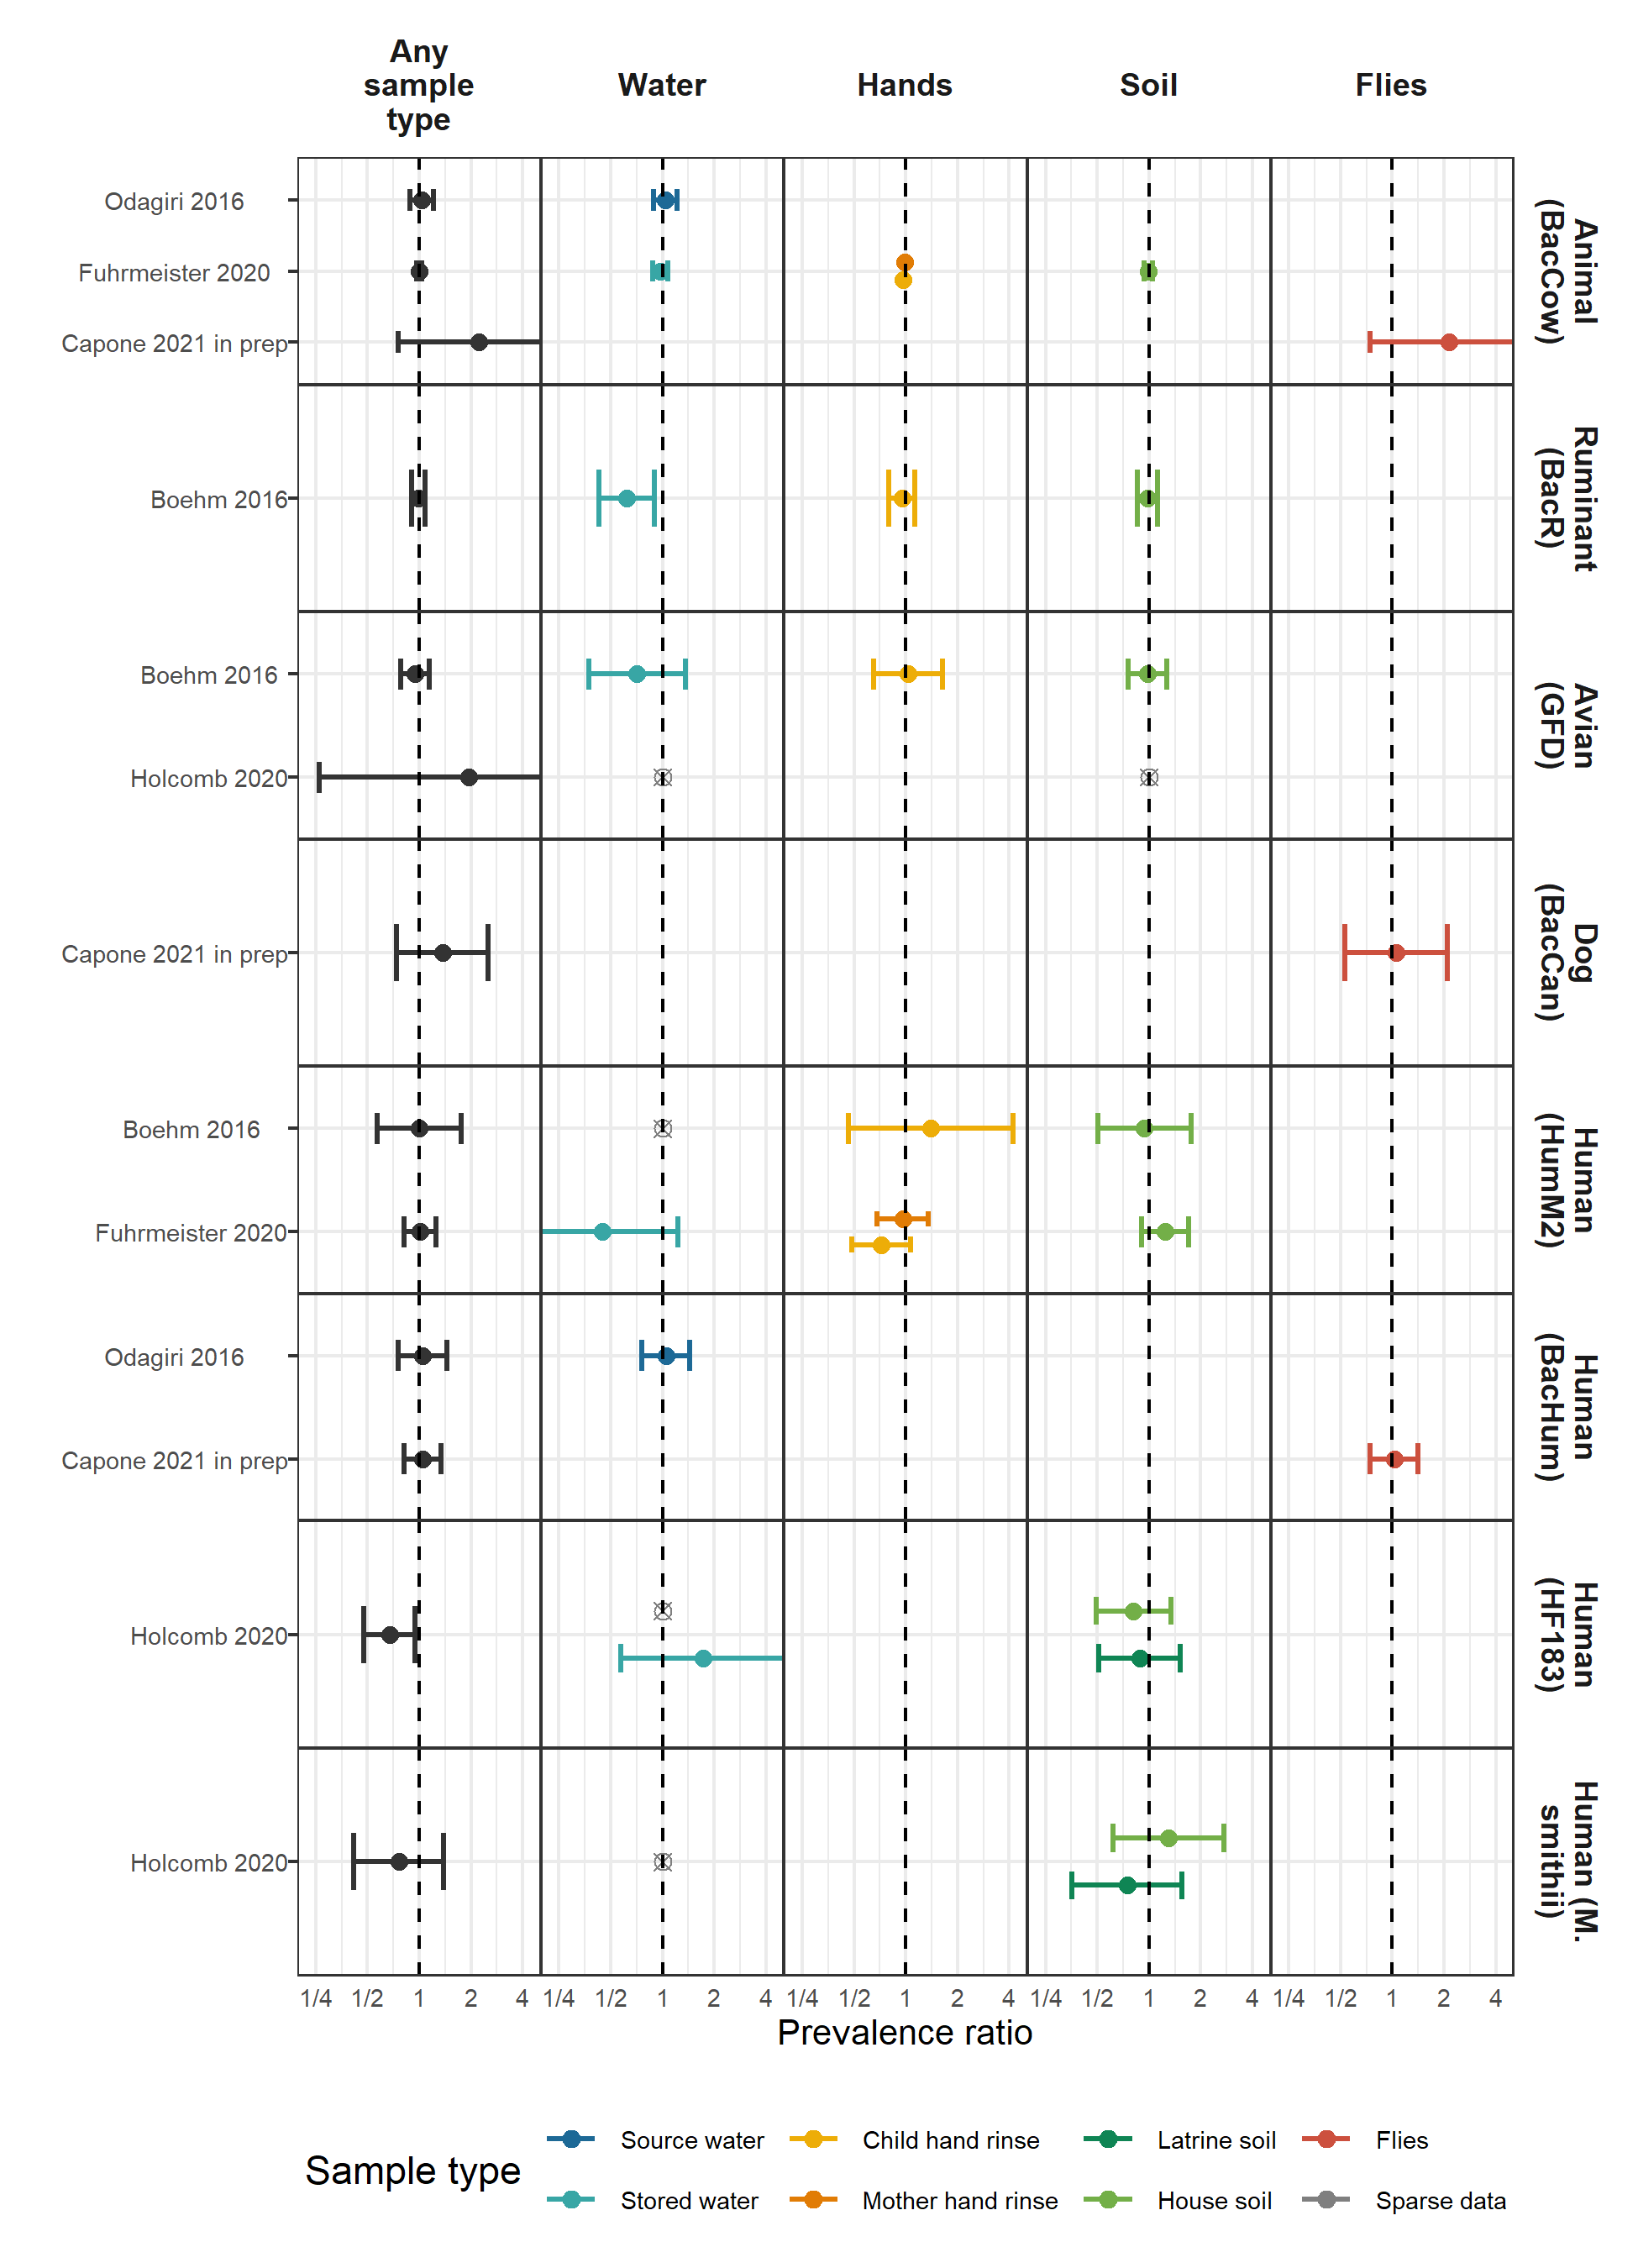 Any
sample
type
Water
Hands
Soil
Flies
Odagiri 2016
Fuhrmeister 2020
Capone 2021 in prep
Animal
(BacCow)
Boehm 2016
Ruminant
(BacR)
Boehm 2016
Holcomb 2020
Avian
(GFD)
Capone 2021 in prep
Dog
(BacCan)
Boehm 2016
Fuhrmeister 2020
Human
(HumM2)
Odagiri 2016
Capone 2021 in prep
Human
(BacHum)
Holcomb 2020
Human
(HF183)
Holcomb 2020
Human (M.
smithii)
1/4 1/2 1 2 4 1/4 1/2 1 2 4 1/4 1/2 1 2 4 1/4 1/2 1 2 4 1/4 1/2 1 2 4
Prevalence ratio
Sample type
Source water Child hand rinse Latrine soil Flies
Stored water Mother hand rinse House soil Sparse data